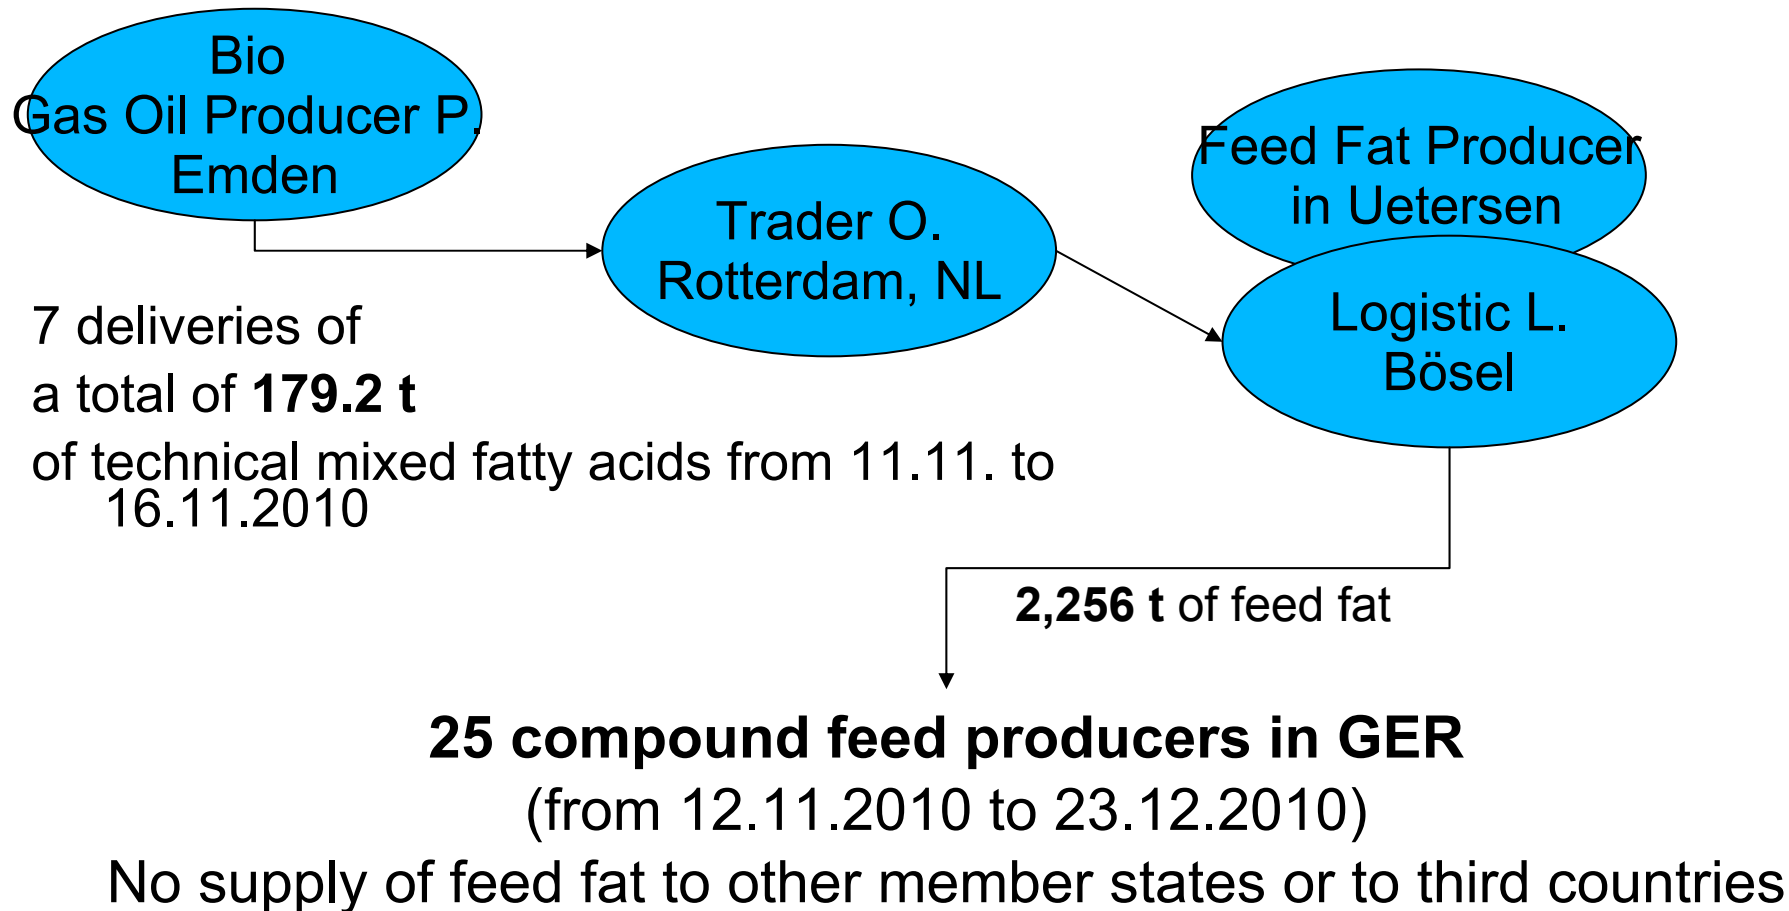 Bio
Gas Oil Producer P.
Emden
Trader O.
Rotterdam, NL
Feed Fat Producer
in Uetersen
Logistic L.
Bösel
7 deliveries of
a total of 179.2 t
of technical mixed fatty acids from 11.11. to
16.11.2010
2,256 t of feed fat
25 compound feed producers in GER
(from 12.11.2010 to 23.12.2010)
No supply of feed fat to other member states or to third countries